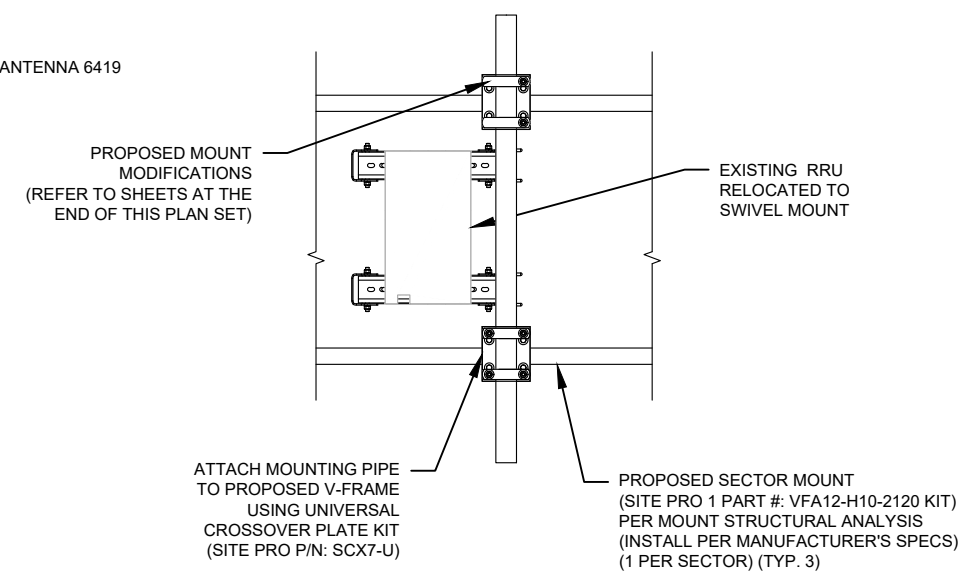 ANTENNA 6419
PROPOSED MOUNT
MODIFICATIONS
(REFER TO SHEETS AT THE
END OF THIS PLAN SET)
EXISTING RRU
RELOCATED TO
SWIVEL MOUNT
ATTACH MOUNTING PIPE
TO PROPOSED V-FRAME
USING UNIVERSAL
CROSSOVER PLATE KIT
(SITE PRO P/N: SCX7-U)
PROPOSED SECTOR MOUNT
(SITE PRO 1 PART #: VFA12-H10-2120 KIT)
PER MOUNT STRUCTURAL ANALYSIS
(INSTALL PER MANUFACTURER'S SPECS)
(1 PER SECTOR) (TYP. 3)